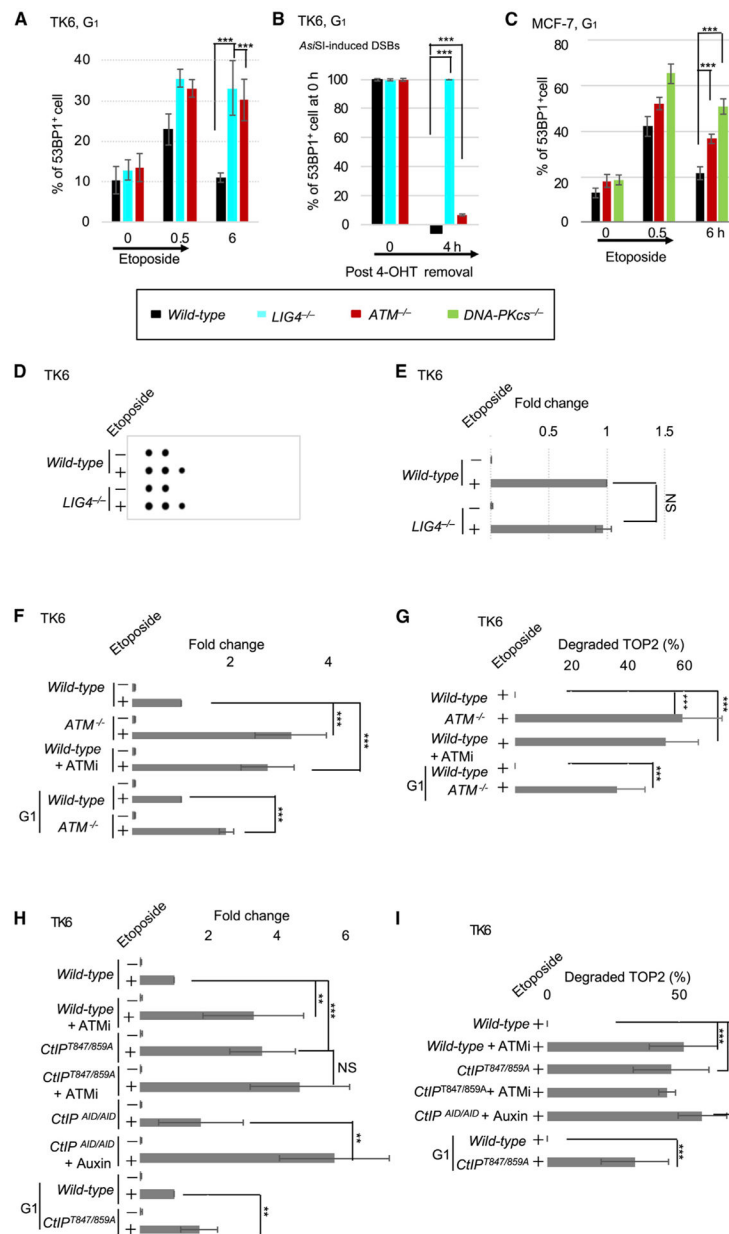 A TK6, G1
***
***
% of 53BP1+ cell
40
30
20
10
0
0 0.5 6
Etoposide
B TK6, G1
AsiSI-induced DSBs
***
***
% of 53BP1+ cell at 0 h
100
80
60
40
20
0
0 4 h
Post 4-OHT removal
C MCF-7, G1
***
***
% of 53BP1+cell
80
60
40
20
0
0 0.5 6 h
Etoposide
Wild-type LIG4–/– ATM–/– DNA-PKcs–/–
D TK6
Etoposide
Wild-type
−
+
LIG4–/–
−
+
E TK6
Etoposide
Fold change
0.5 1 1.5
Wild-type
−
+
LIG4–/–
−
+
NS
F TK6
Etoposide
Fold change
2 4
Wild-type
−
+
ATM-/-
−
+
Wild-type
+ ATMi
−
+
G1
Wild-type
−
+
ATM-/-
−
+
***
***
***
G TK6
Etoposide
Degraded TOP2 (%)
20 40 60
Wild-type +
ATM-/- +
Wild-type +
+ ATMi
G1
Wild-type +
ATM-/- +
***
***
***
H TK6
Etoposide
Fold change
2 4 6
Wild-type
−
+
Wild-type
+ ATMi
−
+
CtIPT847/859A
−
+
CtIPT847/859A
+ ATMi
−
+
CtIP AID/AID
−
+
CtIP AID/AID
+ Auxin
−
+
G1
Wild-type
−
+
CtIPT847/859A
−
+
**
***
NS
**
**
I TK6
Etoposide
Degraded TOP2 (%)
0 50
Wild-type +
Wild-type + ATMi +
CtIPT847/859A +
CtIPT847/859A + ATMi +
CtIP AID/AID + Auxin +
G1
Wild-type +
CtIPT847/859A +
***
***